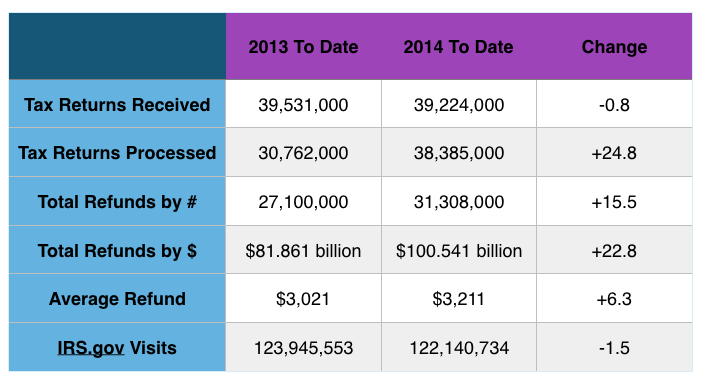 2013 To Date 2014 To Date Change
Tax Returns Received 39,531,000 39,224,000 -0.8
Tax Returns Processed 30,762,000 38,385,000 +24.8
Total Refunds by # 27,100,000 31,308,000 +15.5
Total Refunds by $ $81.861 billion $100.541 billion +22.8
Average Refund $3,021 $3,211 +6.3
IRS.gov Visits 123,945,553 122,140,734 -1.5